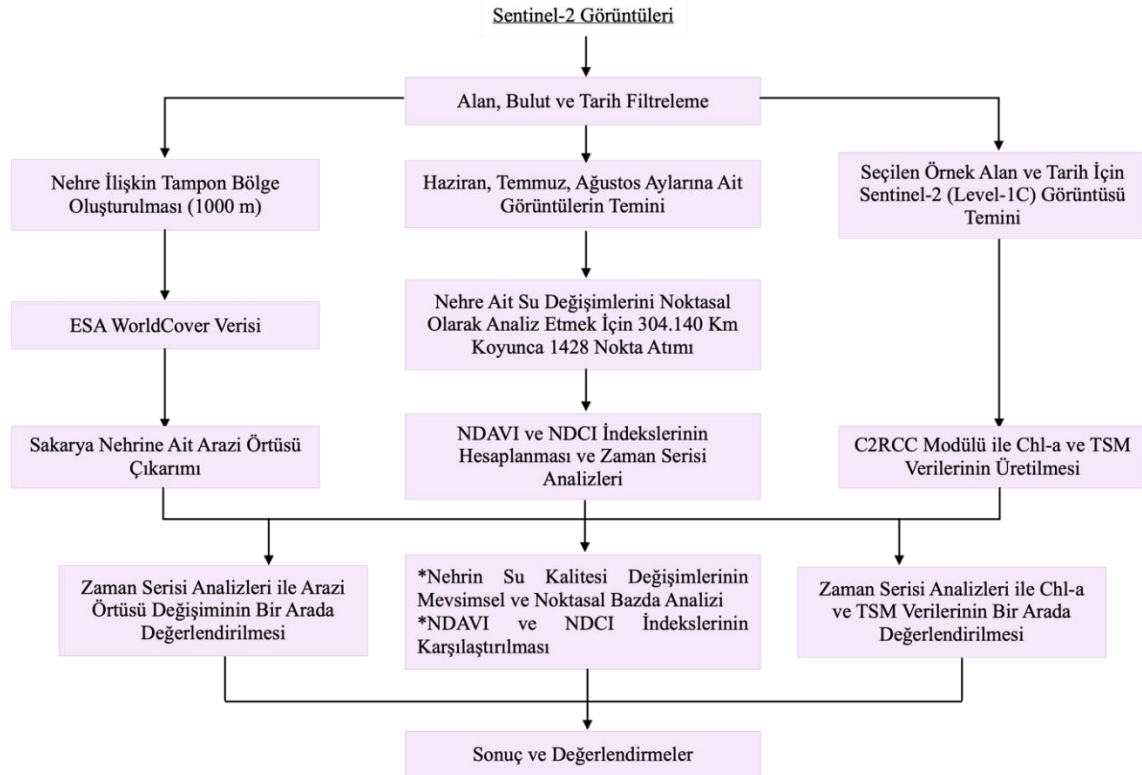 Sentinel-2 Görüntüleri
Alan, Bulut ve Tarih Filtreleme
Nehre İlişkin Tampon Bölge
Oluşturulması (1000 m)
Haziran, Temmuz, Ağustos Aylarına Ait
Görüntülerin Temini
Seçilen Örnek Alan ve Tarih İçin
Sentinel-2 (Level-1C) Görüntüsü
Temini
ESA WorldCover Verisi
Nehre Ait Su Değişimlerini Noktasal
Olarak Analiz Etmek İçin 304.140 Km
Koyunca 1428 Nokta Atımı
Sakarya Nehrine Ait Arazi Örtüsü
Çıkarımı
NDAVI ve NDCI İndekslerinin
Hesaplanması ve Zaman Serisi
Analizleri
C2RCC Modülü ile Chl-a ve TSM
Verilerinin Üretilmesi
Zaman Serisi Analizleri ile Arazi
Örtüsü Değişiminin Bir Arada
Değerlendirilmesi
*Nehrin Su Kalitesi Değişimlerinin
Mevsimsel ve Noktasal Bazda Analizi
*NDAVI ve NDCI İndekslerinin
Karşılaştırılması
Zaman Serisi Analizleri ile Chl-a
ve TSM Verilerinin Bir Arada
Değerlendirilmesi
Sonuç ve Değerlendirmeler